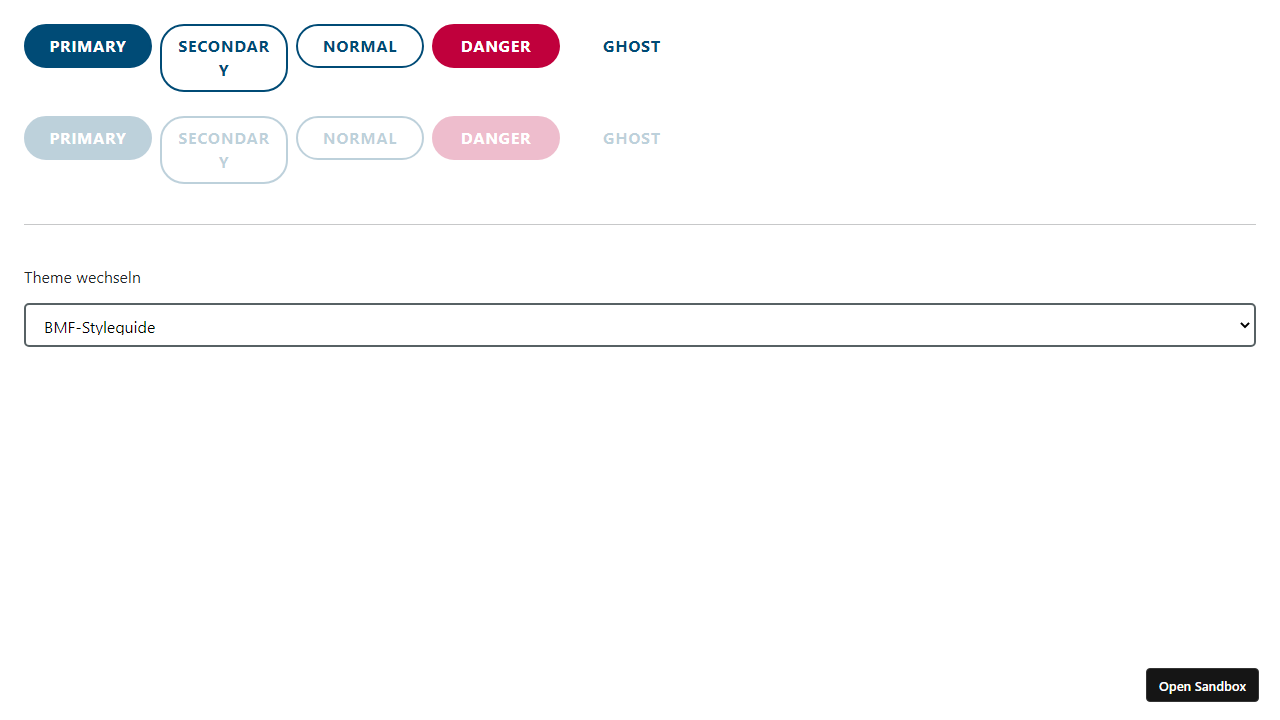 PRIMARY
SECONDAR
Y
NORMAL
DANGER
GHOST
PRIMARY
SECONDAR
Y
NORMAL
DANGER
GHOST
Theme wechseln
BMF-Styleguide
Open Sandbox